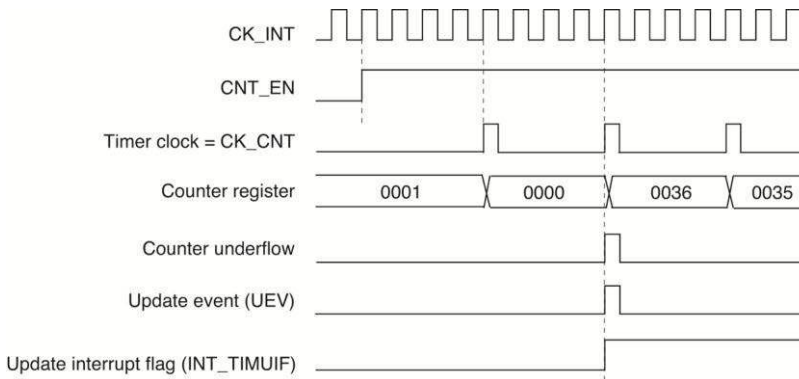 CK_INT
CNT_EN
Timer clock = CK_CNT
Counter register 0001 0000 0036 0035
Counter underflow
Update event (UEV)
Update interrupt flag (INT_TIMUIF)